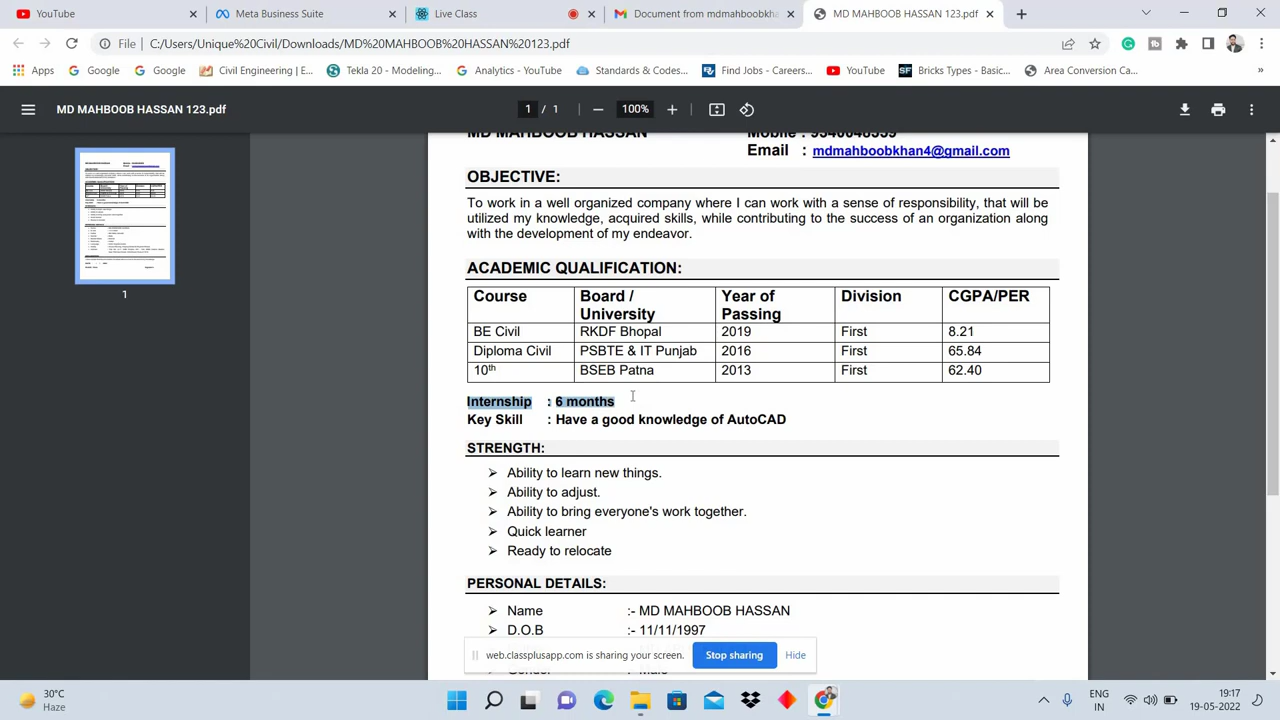 YouTube
Meta Business Suite
Live Class
Document from mdmahboobkha
MD MAHBOOB HASSAN 123.pdf
File
C:/Users/Unique%20Civil/Downloads/MD%20MAHBOOB%20HASSAN%20123.pdf
Apps
Google
Google
Civil Engineering | E...
Tekla 20 - Modeling...
Analytics - YouTube
Standards & Codes...
Find Jobs - Careers...
YouTube
Bricks Types - Basic...
Area Conversion Ca...
»
MD MAHBOOB HASSAN 123.pdf
1 / 1
100%
1
MD MAHBOOB HASSAN
Email : mdmahboobkhan4@gmail.com
OBJECTIVE:
To work in a well organized company where I can work with a sense of responsibility, that will be
utilized my knowledge, acquired skills, while contributing to the success of an organization along
with the development of my endeavor.
ACADEMIC QUALIFICATION:
Course Board / University Year of Passing Division CGPA/PER
BE Civil RKDF Bhopal 2019 First 8.21
Diploma Civil PSBTE & IT Punjab 2016 First 65.84
10th BSEB Patna 2013 First 62.40
Internship : 6 months
Key Skill : Have a good knowledge of AutoCAD
STRENGTH:
Ability to learn new things.
Ability to adjust.
Ability to bring everyone's work together.
Quick learner
Ready to relocate
PERSONAL DETAILS:
Name :- MD MAHBOOB HASSAN
D.O.B :- 11/11/1997
web.classplusapp.com is sharing your screen.
Stop sharing
Hide
30°C
Haze
ENG
IN
19:17
19-05-2022